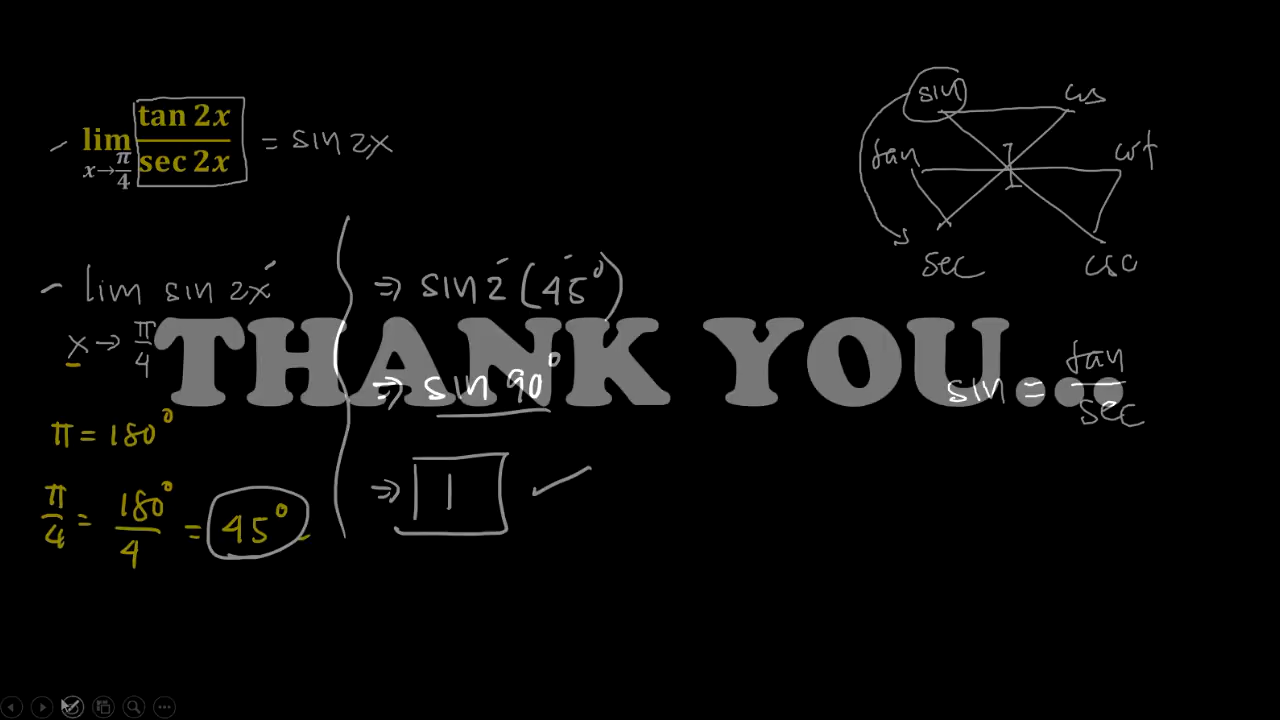 lim x→π/4 tan 2x / sec 2x = sin 2x
lim sin 2x
x → π/4
π = 180°
π/4 = 180°/4 = 45°
⇒ sin 2 (45°)
⇒ sin 90°
⇒ 1
sin cos
tan 1 cot
sec csc
sin = tan/sec
THANK YOU...